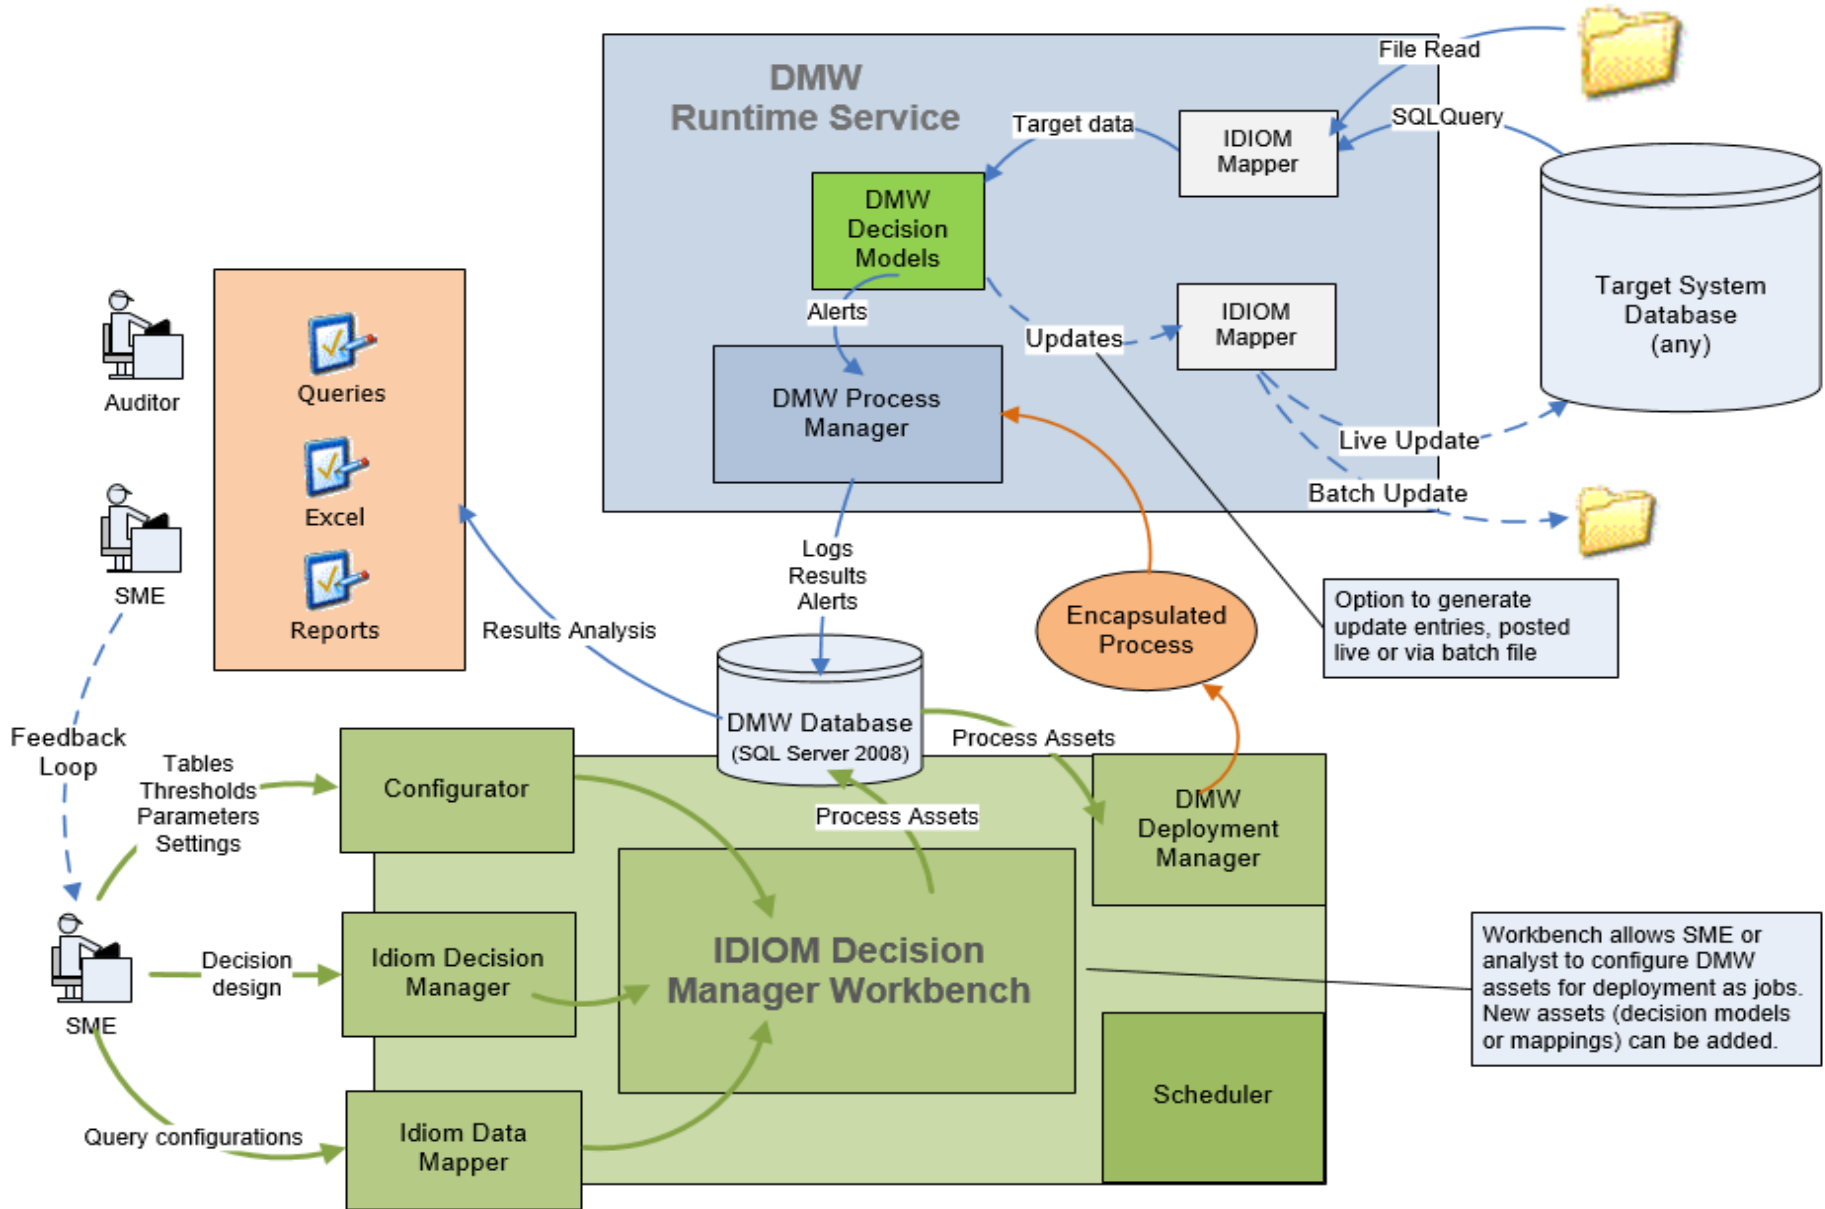 DMW
Runtime Service
File Read
SQLQuery
Target data
IDIOM
Mapper
DMW
Decision
Models
Alerts
Updates
IDIOM
Mapper
Target System
Database
(any)
DMW Process
Manager
Live Update
Batch Update
Auditor
SME
Queries
Excel
Reports
Logs
Results
Alerts
Results Analysis
Encapsulated
Process
Option to generate
update entries, posted
live or via batch file
Feedback
Loop
Tables
Thresholds
Parameters
Settings
Configurator
DMW Database
(SQL Server 2008)
Process Assets
Process Assets
DMW
Deployment
Manager
SME
Decision
design
Idiom Decision
Manager
IDIOM Decision
Manager Workbench
Workbench allows SME or
analyst to configure DMW
assets for deployment as jobs.
New assets (decision models
or mappings) can be added.
Scheduler
Query configurations
Idiom Data
Mapper